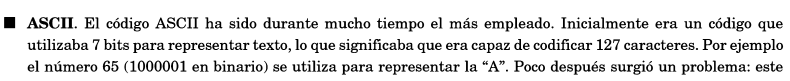 ■ ASCII. El código ASCII ha sido durante mucho tiempo el más empleado. Inicialmente era un código que
utilizaba 7 bits para representar texto, lo que significaba que era capaz de codificar 127 caracteres. Por ejemplo
el número 65 (1000001 en binario) se utiliza para representar la “A”. Poco después surgió un problema: este